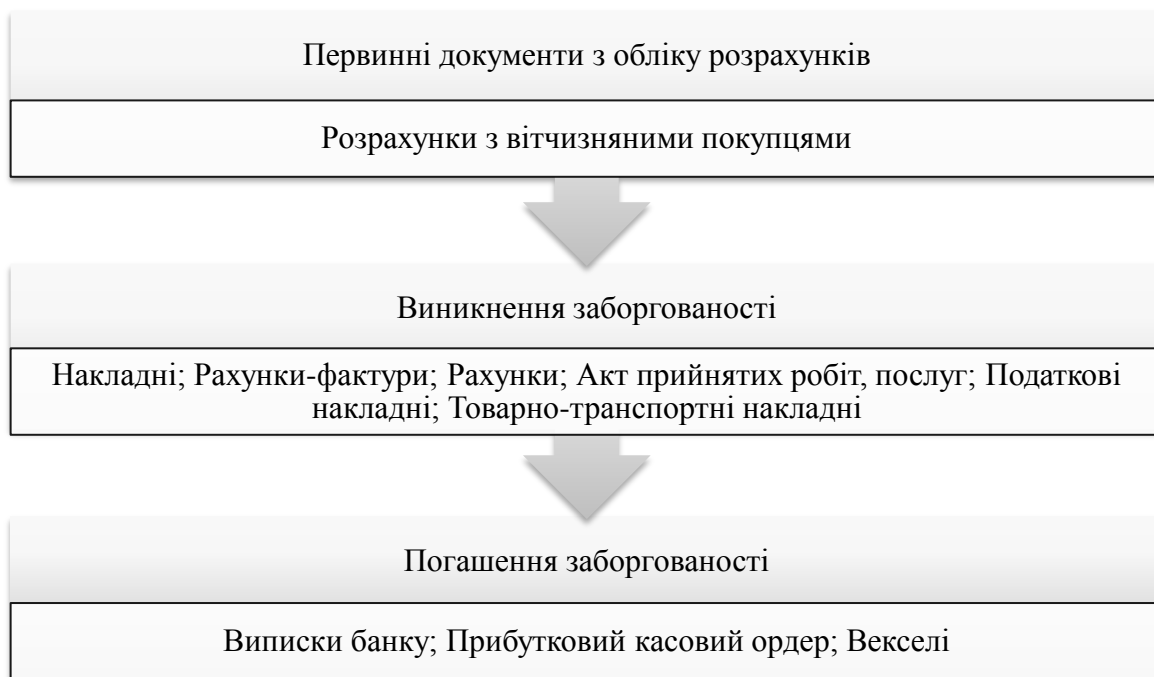 Первинні документи з обліку розрахунків
Розрахунки з вітчизняними покупцями
Виникнення заборгованості
Накладні; Рахунки-фактури; Рахунки; Акт прийнятих робіт, послуг; Податкові
накладні; Товарно-транспортні накладні
Погашення заборгованості
Виписки банку; Прибутковий касовий ордер; Векселі